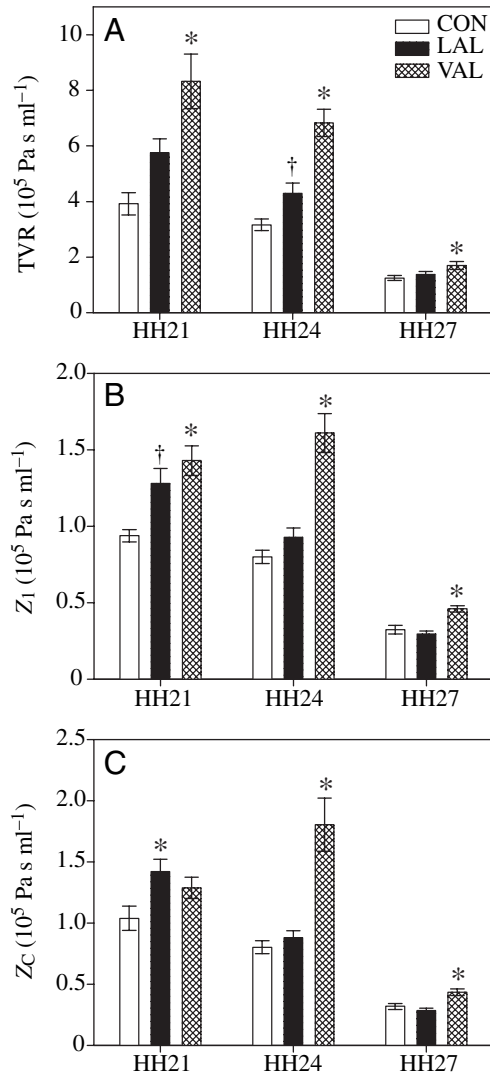 A
CON
LAL
VAL
TVR (10⁵ Pa s ml⁻¹)
10
8
6
4
2
0
*
*
†
*
HH21 HH24 HH27
B
Z₁ (10⁵ Pa s ml⁻¹)
2.0
1.5
1.0
0.5
0
†
*
*
*
HH21 HH24 HH27
C
Z_C (10⁵ Pa s ml⁻¹)
2.5
2.0
1.5
1.0
0.5
0
*
*
*
HH21 HH24 HH27